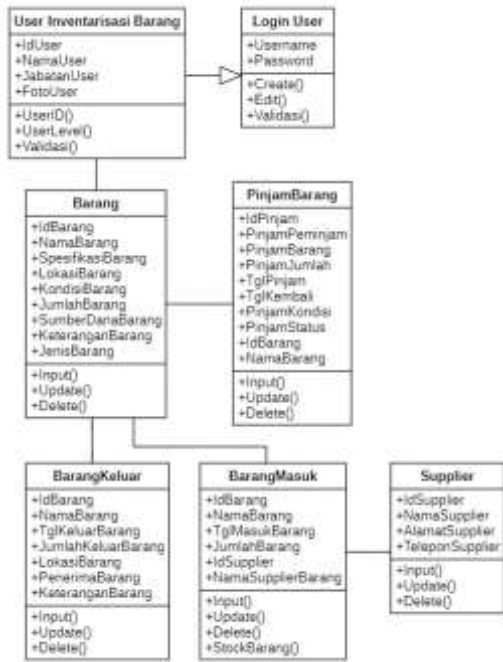 User Inventarisasi Barang
+IdUser
+NamaUser
+JabatanUser
+FotoUser
+UserID()
+UserLevel()
+Validasi()
Login User
+Username
+Password
+Create()
+Edit()
+Validasi()
Barang
+IdBarang
+NamaBarang
+SpesifikasiBarang
+LokasiBarang
+KondisiBarang
+JumlahBarang
+SumberDanaBarang
+KeteranganBarang
+JenisBarang
+Input()
+Update()
+Delete()
PinjamBarang
+IdPinjam
+PinjamPeminjam
+PinjamBarang
+PinjamJumlah
+TglPinjam
+TglKembali
+PinjamKondisi
+PinjamStatus
+IdBarang
+NamaBarang
+Input()
+Update()
+Delete()
BarangKeluar
+IdBarang
+NamaBarang
+TglKeluarBarang
+JumlahKeluarBarang
+LokasiBarang
+PenerimaBarang
+KeteranganBarang
+Input()
+Update()
+Delete()
BarangMasuk
+IdBarang
+NamaBarang
+TglMasukBarang
+JumlahBarang
+IdSupplier
+NamaSupplierBarang
+Input()
+Update()
+Delete()
+StockBarang()
Supplier
+IdSupplier
+NamaSupplier
+AlamatSupplier
+TeleponSupplier
+Input()
+Update()
+Delete()